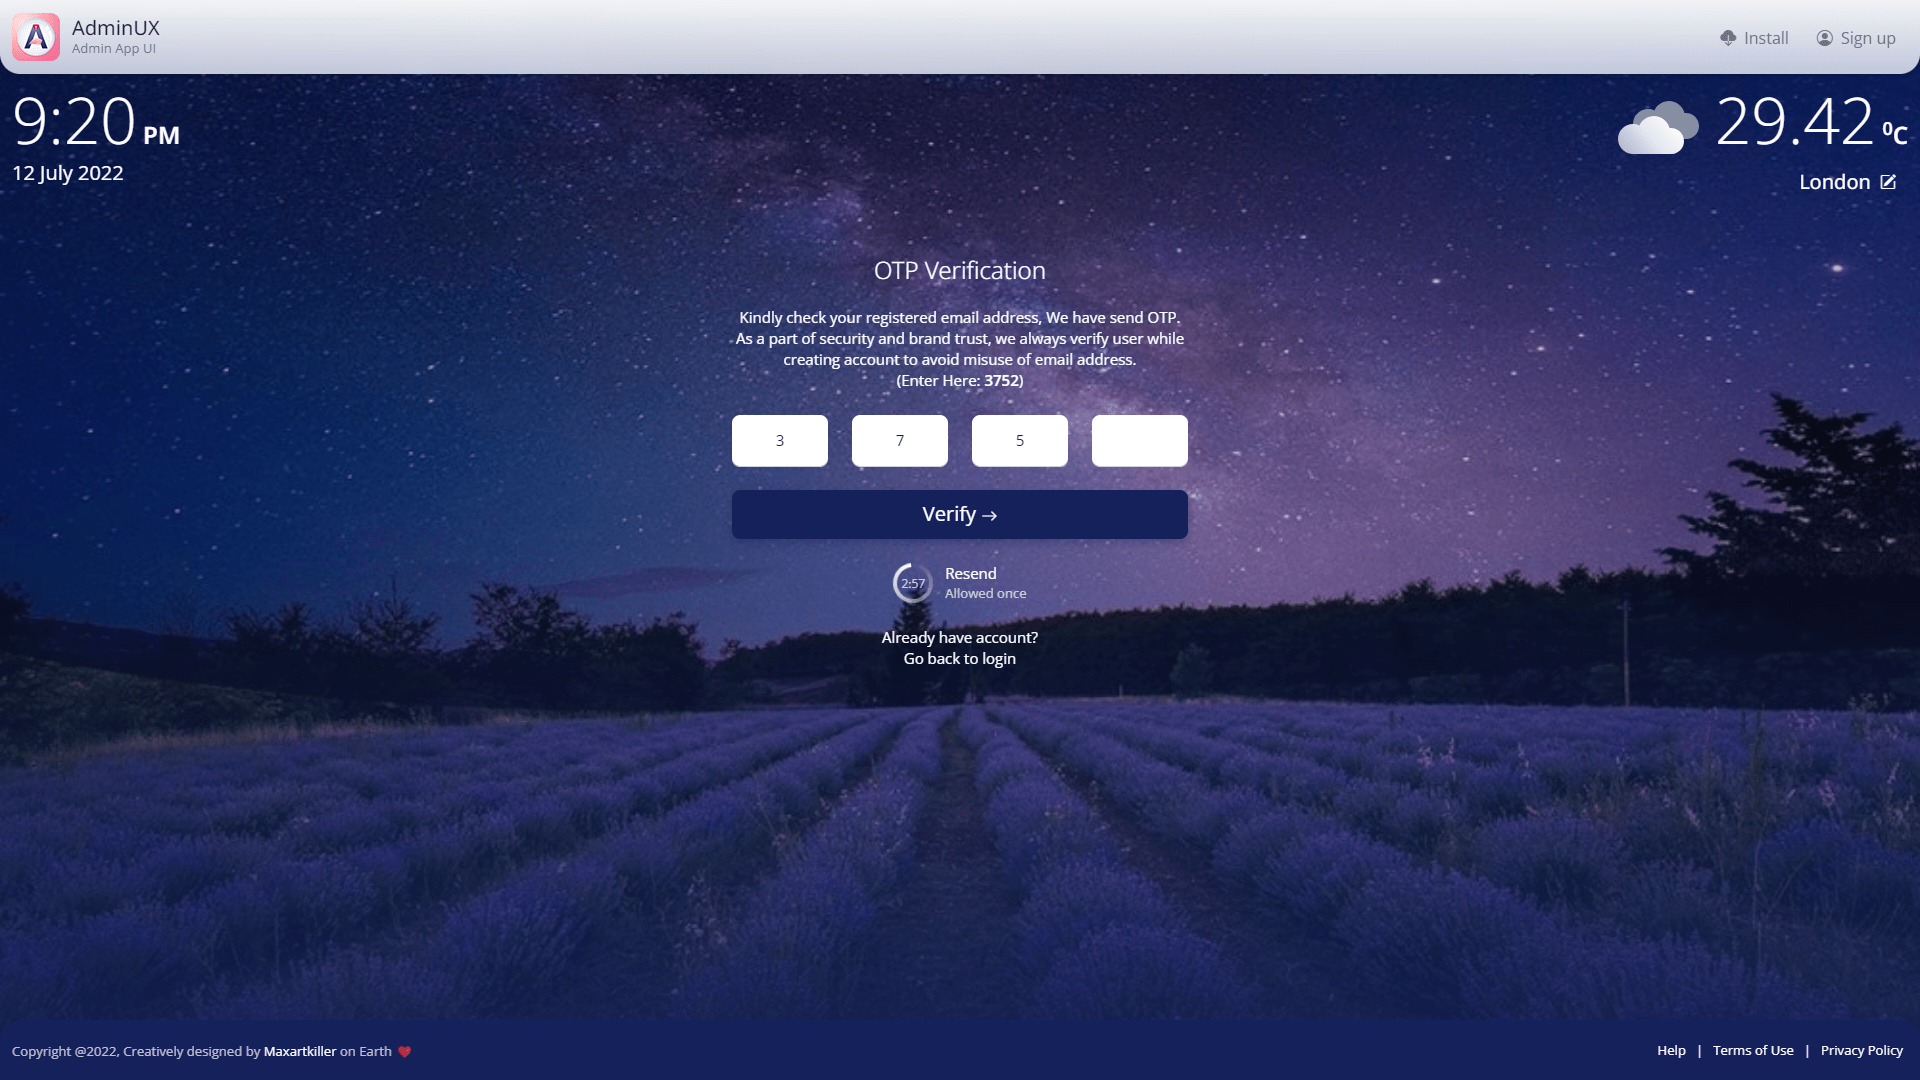 AdminUX
Admin App UI
Install
Sign up
9:20 PM
12 July 2022
29.42 ⁰C
London
OTP Verification
Kindly check your registered email address, We have send OTP.
As a part of security and brand trust, we always verify user while
creating account to avoid misuse of email address.
(Enter Here: 3752)
3
7
5
Verify →
2:57
Resend
Allowed once
Already have account?
Go back to login
Copyright @2022, Creatively designed by Maxartkiller on Earth
Help | Terms of Use | Privacy Policy